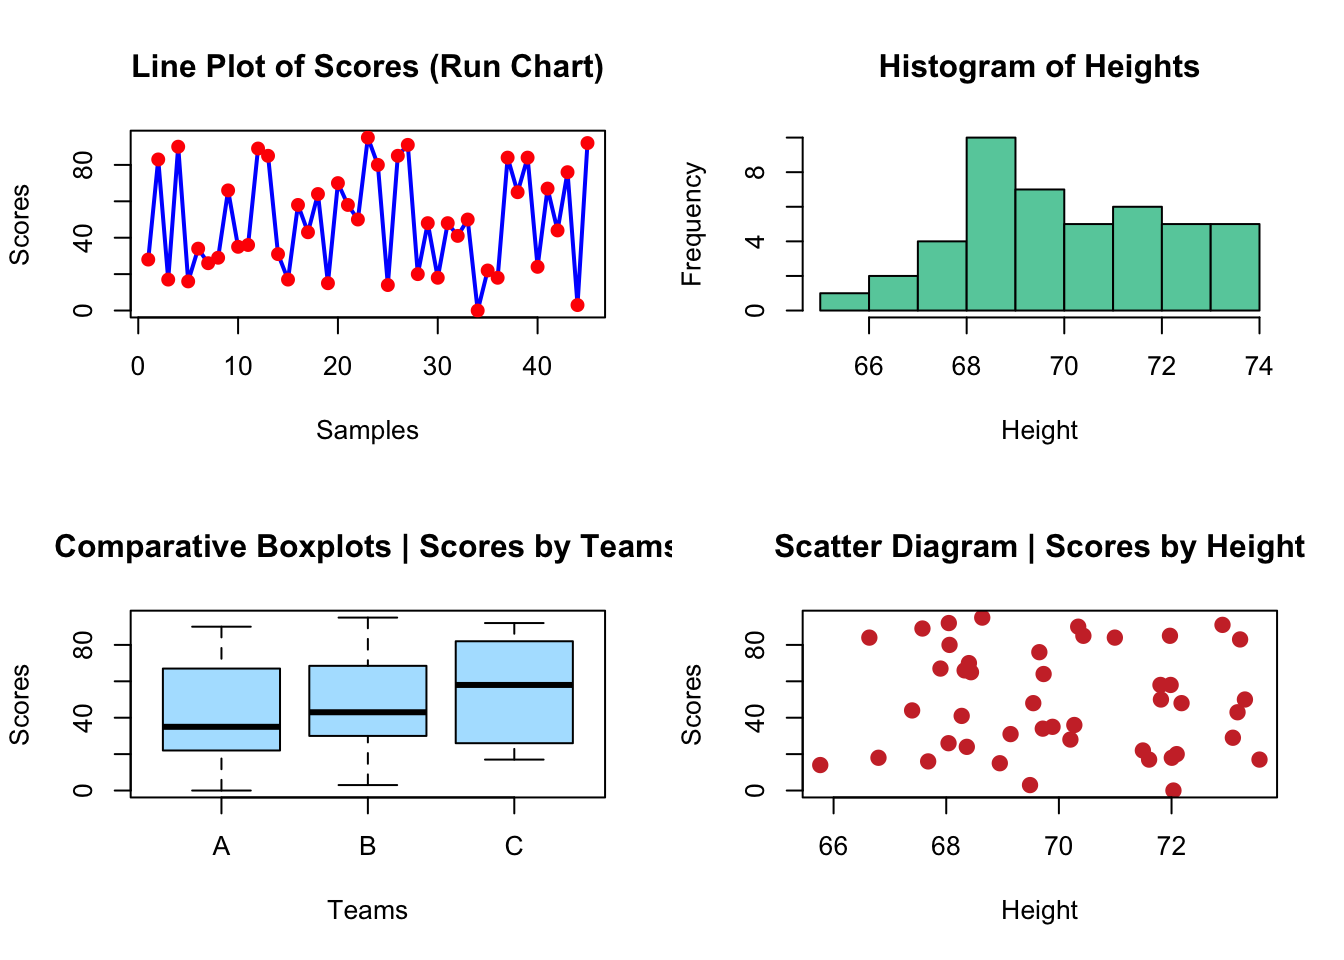 Line Plot of Scores (Run Chart)
Scores
0 40 80
0 10 20 30 40
Samples
Histogram of Heights
Frequency
0 4 8
66 68 70 72 74
Height
Comparative Boxplots | Scores by Teams
Scores
0 40 80
A B C
Teams
Scatter Diagram | Scores by Height
Scores
0 40 80
66 68 70 72
Height